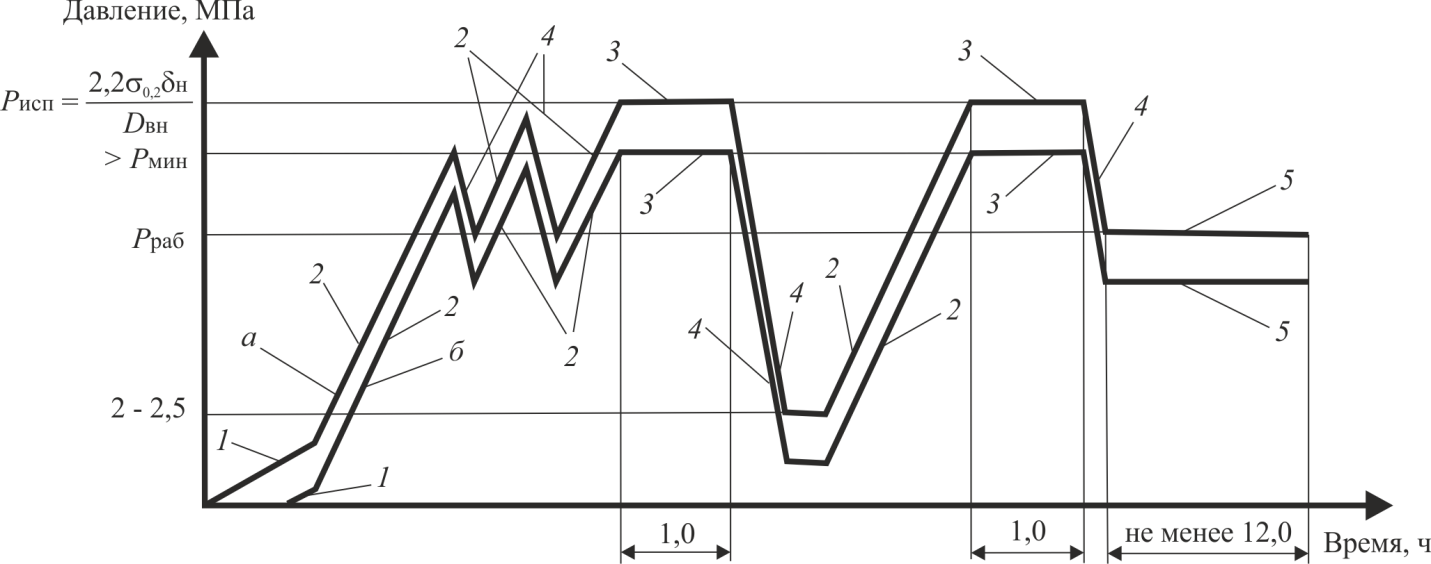 Давление, МПа
2
4
3
3
Pисп = 2,2σ0,2δн
Dвн
4
> Pмин
3
3
5
Pраб
2
2
2
4
а
б
4
2
2
5
2 - 2,5
1
1
1,0
1,0
не менее 12,0
Время, ч